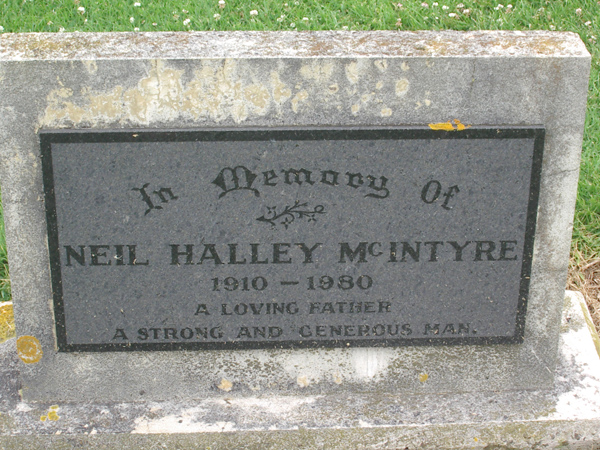 In Memory Of
NEIL HALLEY McINTYRE
1910 - 1980
A LOVING FATHER
A STRONG AND GENEROUS MAN.